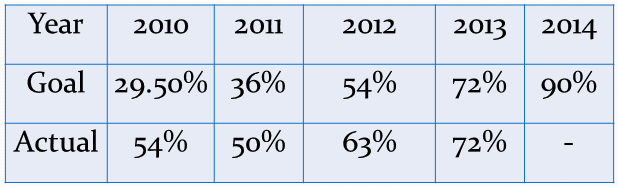 Year 2010 2011 2012 2013 2014
Goal 29.50% 36% 54% 72% 90%
Actual 54% 50% 63% 72% -